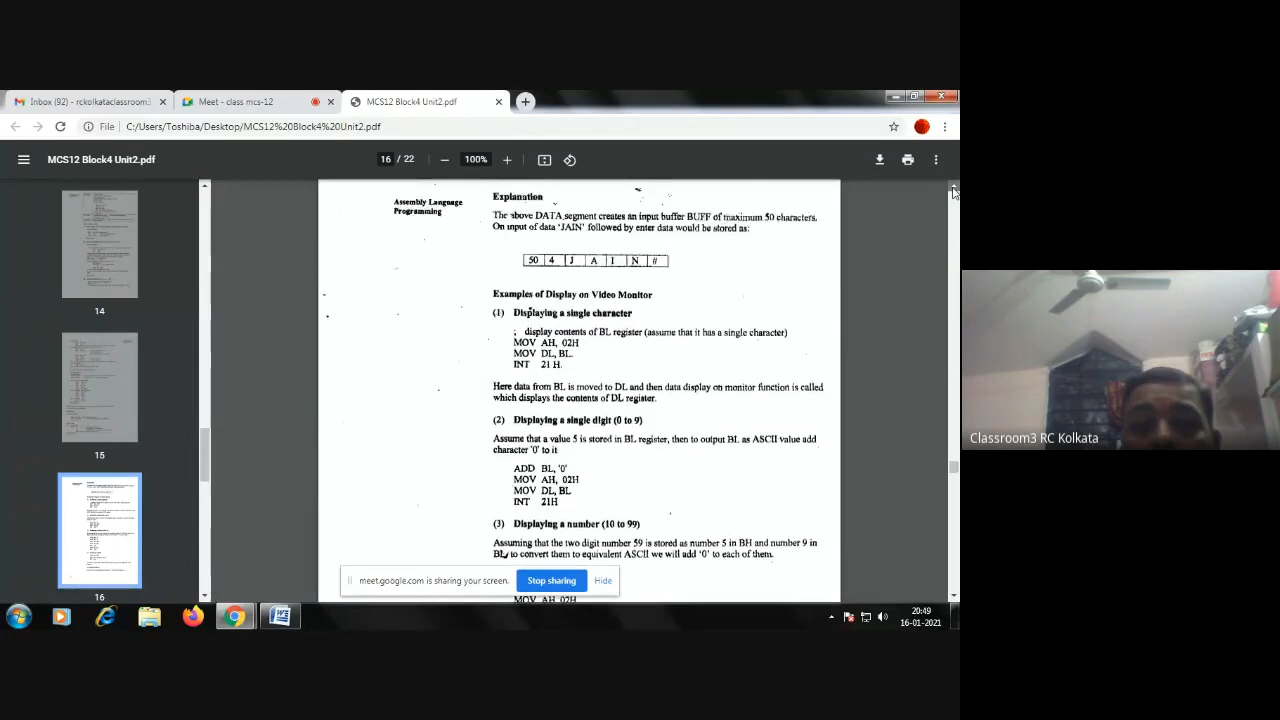 Inbox (92) - rckolkataclassroom3
Meet - class mcs-12
MCS12 Block4 Unit2.pdf
File
C:/Users/Toshiba/Desktop/MCS12%20Block4%20Unit2.pdf
MCS12 Block4 Unit2.pdf
16 / 22
100%
14
15
16
Assembly Language
Programming
Explanation
The above DATA segment creates an input buffer BUFF of maximum 50 characters.
On input of data ‘JAIN’ followed by enter data would be stored as:
50 4 J A I N #
Examples of Display on Video Monitor
(1) Displaying a single character
; display contents of BL register (assume that it has a single character)
MOV AH, 02H
MOV DL, BL.
INT 21 H.
Here data from BL is moved to DL and then data display on monitor function is called
which displays the contents of DL register.
(2) Displaying a single digit (0 to 9)
Assume that a value 5 is stored in BL register, then to output BL as ASCII value add
character ‘0’ to it
ADD BL, ‘0’
MOV AH, 02H
MOV DL, BL
INT 21H
(3) Displaying a number (10 to 99)
Assuming that the two digit number 59 is stored as number 5 in BH and number 9 in
BL, to convert them to equivalent ASCII we will add ‘0’ to each of them.
MOV AH, 02H
meet.google.com is sharing your screen.
Stop sharing
Hide
20:49
16-01-2021
Classroom3 RC Kolkata